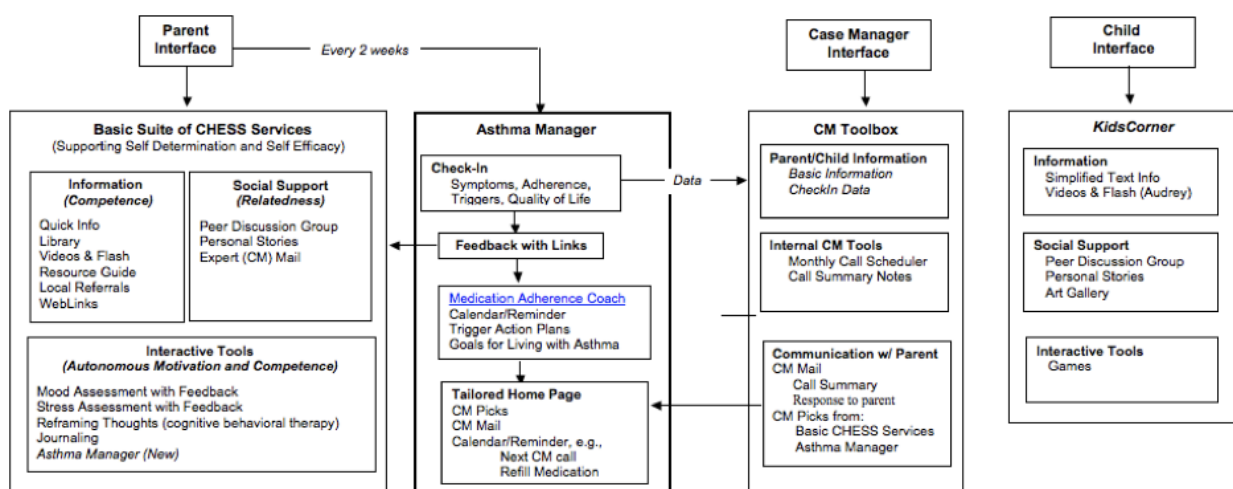 Parent
Interface
Every 2 weeks
Case Manager
Interface
Child
Interface
Basic Suite of CHESS Services
(Supporting Self Determination and Self Efficacy)
Information
(Competence)
Quick Info
Library
Videos & Flash
Resource Guide
Local Referrals
WebLinks
Social Support
(Relatedness)
Peer Discussion Group
Personal Stories
Expert (CM) Mail
Interactive Tools
(Autonomous Motivation and Competence)
Mood Assessment with Feedback
Stress Assessment with Feedback
Reframing Thoughts (cognitive behavioral therapy)
Journaling
Asthma Manager (New)
Asthma Manager
Check-In
Symptoms, Adherence,
Triggers, Quality of Life
Feedback with Links
Medication Adherence Coach
Calendar/Reminder
Trigger Action Plans
Goals for Living with Asthma
Tailored Home Page
CM Picks
CM Mail
Calendar/Reminder, e.g.,
Next CM call
Refill Medication
Data
CM Toolbox
Parent/Child Information
Basic Information
CheckIn Data
Internal CM Tools
Monthly Call Scheduler
Call Summary Notes
Communication w/ Parent
CM Mail
Call Summary
Response to parent
CM Picks from:
Basic CHESS Services
Asthma Manager
KidsCorner
Information
Simplified Text Info
Videos & Flash (Audrey)
Social Support
Peer Discussion Group
Personal Stories
Art Gallery
Interactive Tools
Games